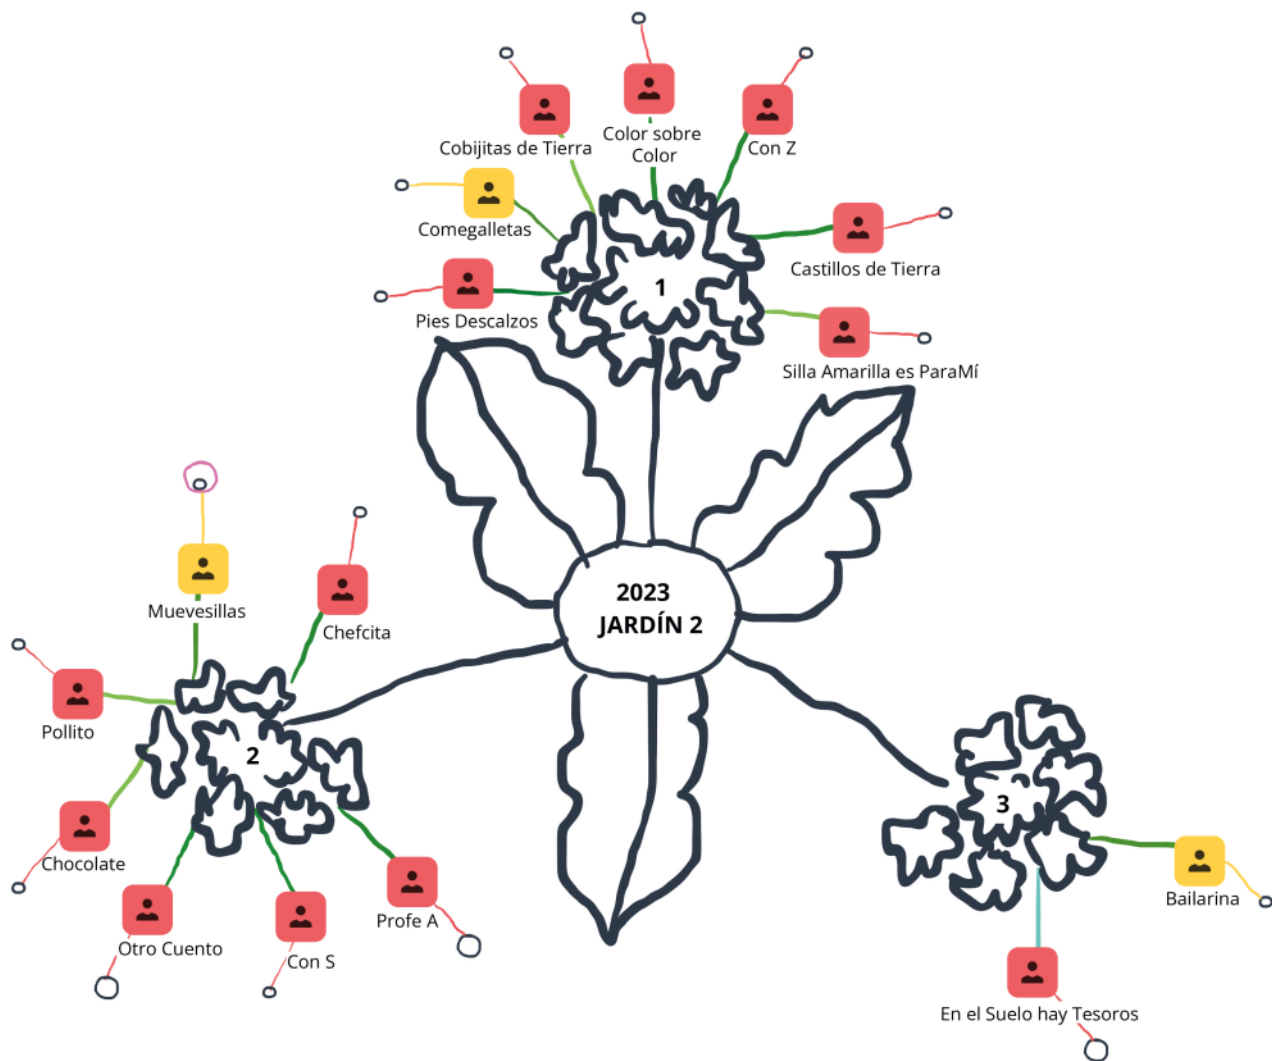 Color sobre
Color
Cobijitas de Tierra
Con Z
Comegalletas
Castillos de Tierra
Pies Descalzos
1
Silla Amarilla es ParaMí
2023
JARDÍN 2
Muevesillas
Chefcita
Pollito
2
Chocolate
Otro Cuento
Con S
Profe A
3
Bailarina
En el Suelo hay Tesoros